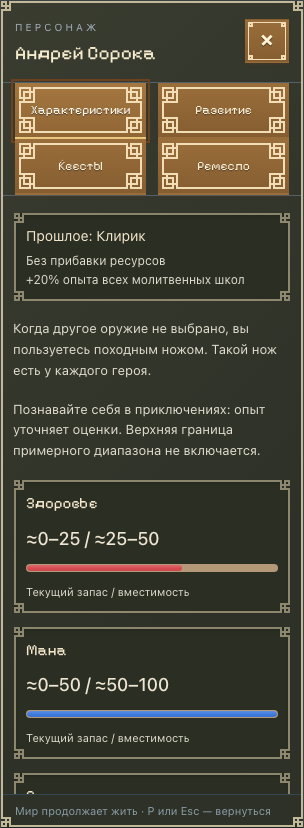 ПЕРСОНАЖ
Андрей Сорока
×
Характеристики
Развитие
Квесты
Ремесло
Прошлое: Клирик
Без прибавки ресурсов
+20% опыта всех молитвенных школ
Когда другое оружие не выбрано, вы
пользуетесь походным ножом. Такой нож
есть у каждого героя.
Познавайте себя в приключениях: опыт
уточняет оценки. Верхняя граница
примерного диапазона не включается.
Здоровье
≈0–25 / ≈25–50
Текущий запас / вместимость
Мана
≈0–50 / ≈50–100
Текущий запас / вместимость
Мир продолжает жить · P или Esc — вернуться